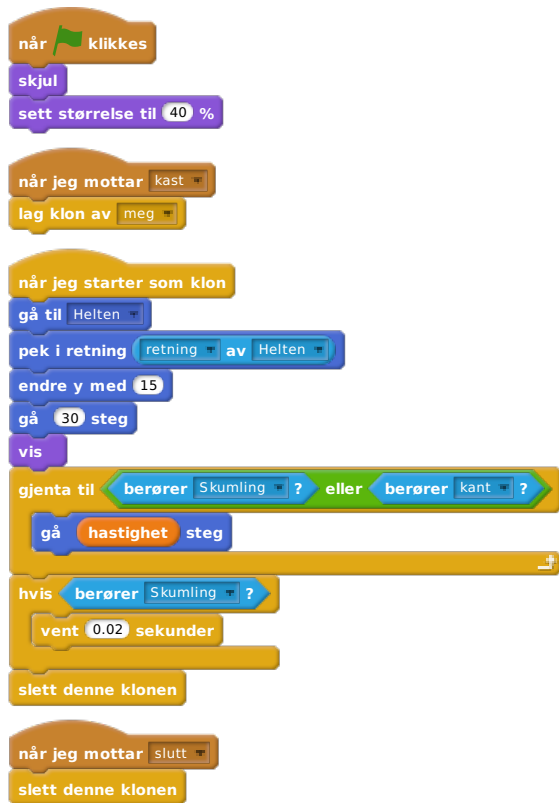 når klikkes
skjul
sett størrelse til 40 %
når jeg mottar kast
lag klon av meg
når jeg starter som klon
gå til Helten
pek i retning retning av Helten
endre y med 15
gå 30 steg
vis
gjenta til berører Skumling ? eller berører kant ?
gå hastighet steg
hvis berører Skumling ?
vent 0.02 sekunder
slett denne klonen
når jeg mottar slutt
slett denne klonen